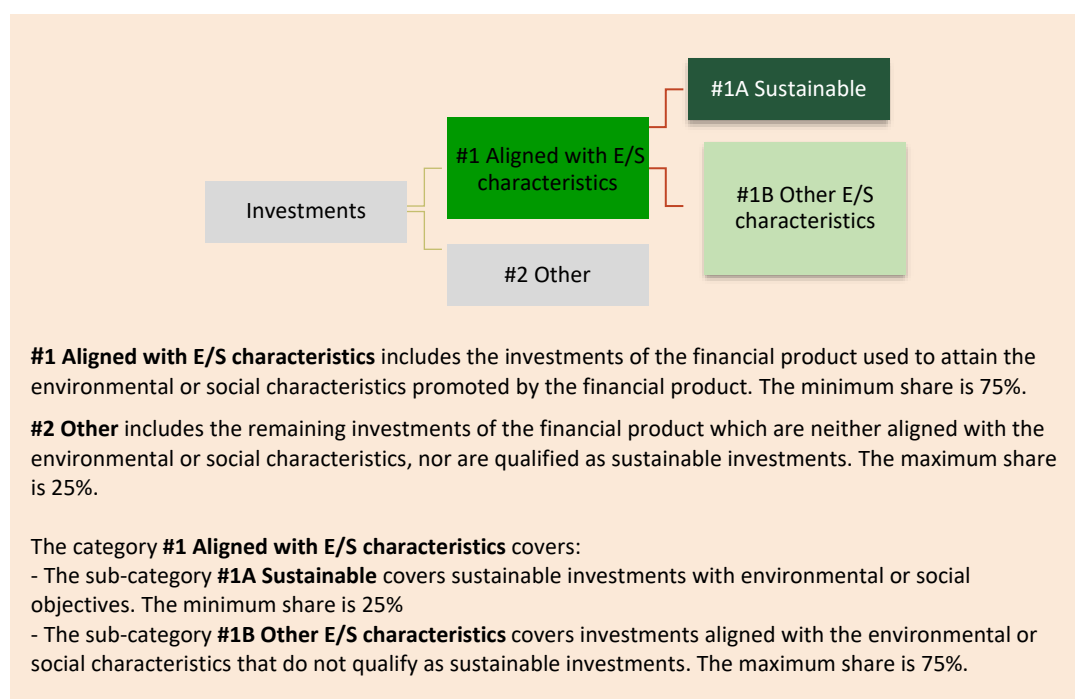 #1A Sustainable
#1 Aligned with E/S
characteristics
#1B Other E/S
characteristics
Investments
#2 Other
#1 Aligned with E/S characteristics includes the investments of the financial product used to attain the
environmental or social characteristics promoted by the financial product. The minimum share is 75%.
#2 Other includes the remaining investments of the financial product which are neither aligned with the
environmental or social characteristics, nor are qualified as sustainable investments. The maximum share
is 25%.
The category #1 Aligned with E/S characteristics covers:
- The sub-category #1A Sustainable covers sustainable investments with environmental or social
objectives. The minimum share is 25%
- The sub-category #1B Other E/S characteristics covers investments aligned with the environmental or
social characteristics that do not qualify as sustainable investments. The maximum share is 75%.